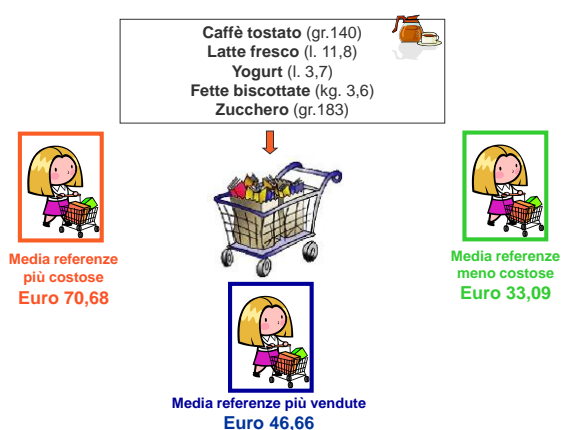 Caffè tostato (gr.140)
Latte fresco (l. 11,8)
Yogurt (l. 3,7)
Fette biscottate (kg. 3,6)
Zucchero (gr.183)
Media referenze
più costose
Euro 70,68
Media referenze
meno costose
Euro 33,09
Media referenze più vendute
Euro 46,66